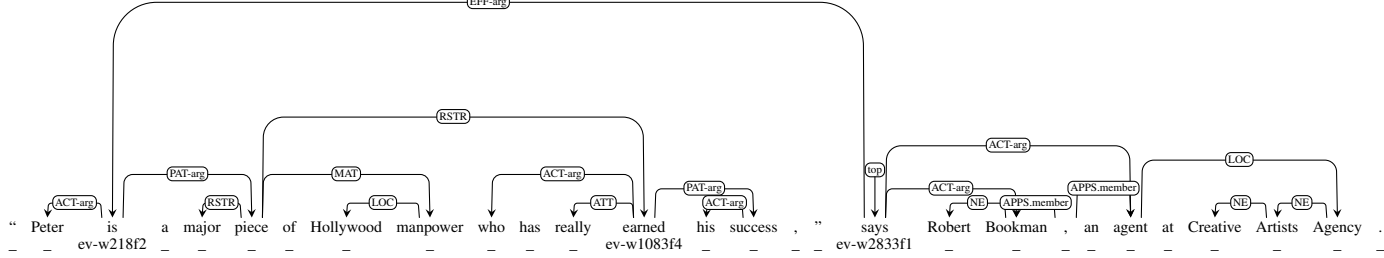 EFF-arg
RSTR
ACT-arg
LOC
top
PAT-arg MAT ACT-arg
PAT-arg ACT-arg APPS.member
ACT-arg RSTR LOC ATT ACT-arg NE APPS.member NE NE
“ Peter is a major piece of Hollywood manpower who has really earned his success , ” says Robert Bookman , an agent at Creative Artists Agency .
_ _ ev-w218f2 _ _ _ _ _ _ _ _ _ ev-w1083f4 _ _ _ _ ev-w2833f1 _ _ _ _ _ _ _ _ _ _